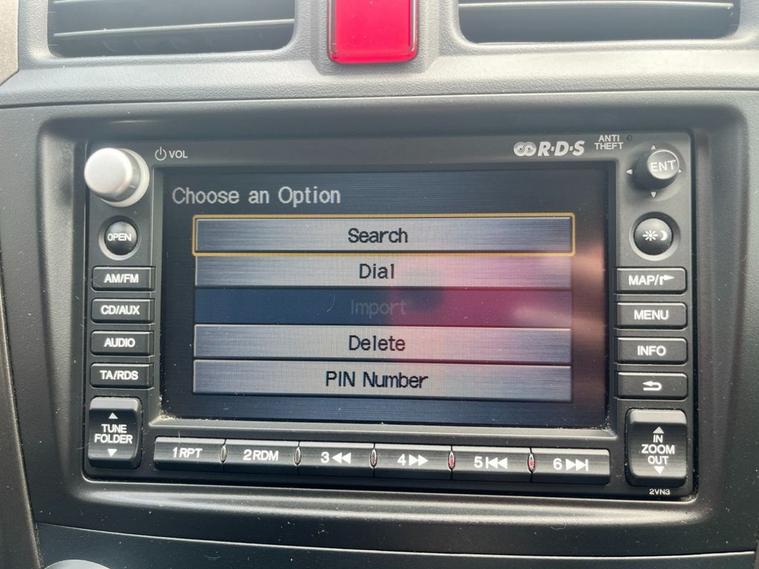 VOL
R·D·S
ANTI
THEFT
ENT
Choose an Option
OPEN
Search
AM/FM
Dial
MAP/
CD/AUX
Import
MENU
AUDIO
Delete
INFO
TA/RDS
PIN Number
TUNE
FOLDER
IN
ZOOM
OUT
1RPT
2RDM
3
4
5
6
2VN3